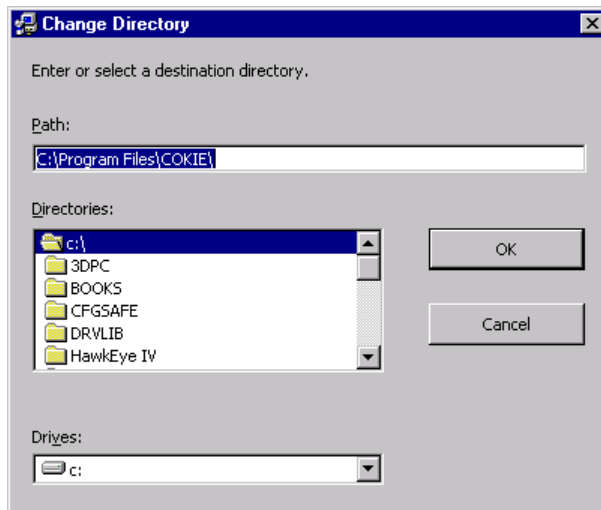 Change Directory
Enter or select a destination directory.
Path:
C:\Program Files\COKIE\
Directories:
c:\
3DPC
BOOKS
CFGSAFE
DRVLIB
HawkEye IV
OK
Cancel
Drives:
c: